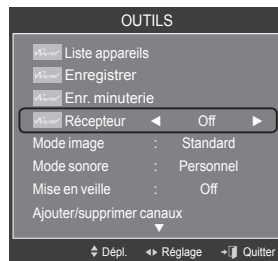 OUTILS
Liste appareils
Enregistrer
Enr. minuterie
Récepteur ◄ Off ►
Mode image : Standard
Mode sonore : Personnel
Mise en veille : Off
Ajouter/supprimer canaux
▼
Dépl. Réglage Quitter